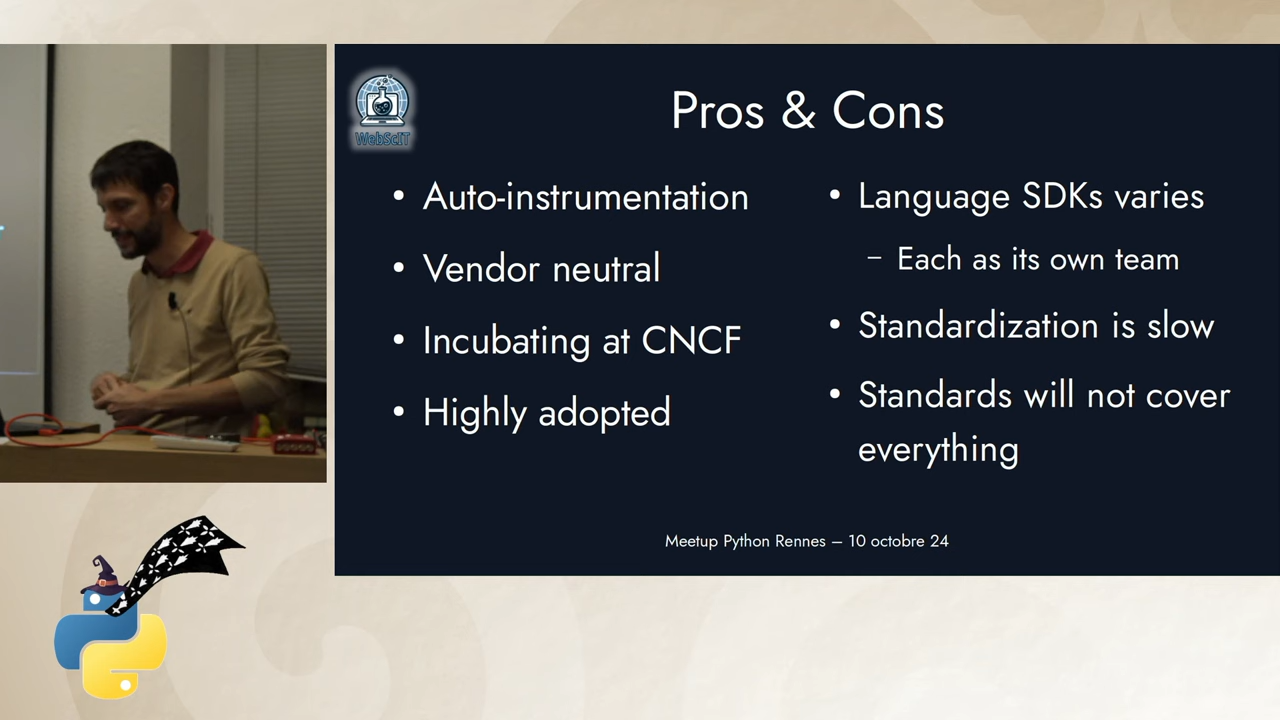 WebScIT
Pros & Cons
• Auto-instrumentation
• Vendor neutral
• Incubating at CNCF
• Highly adopted
• Language SDKs varies
– Each as its own team
• Standardization is slow
• Standards will not cover
everything
Meetup Python Rennes – 10 octobre 24